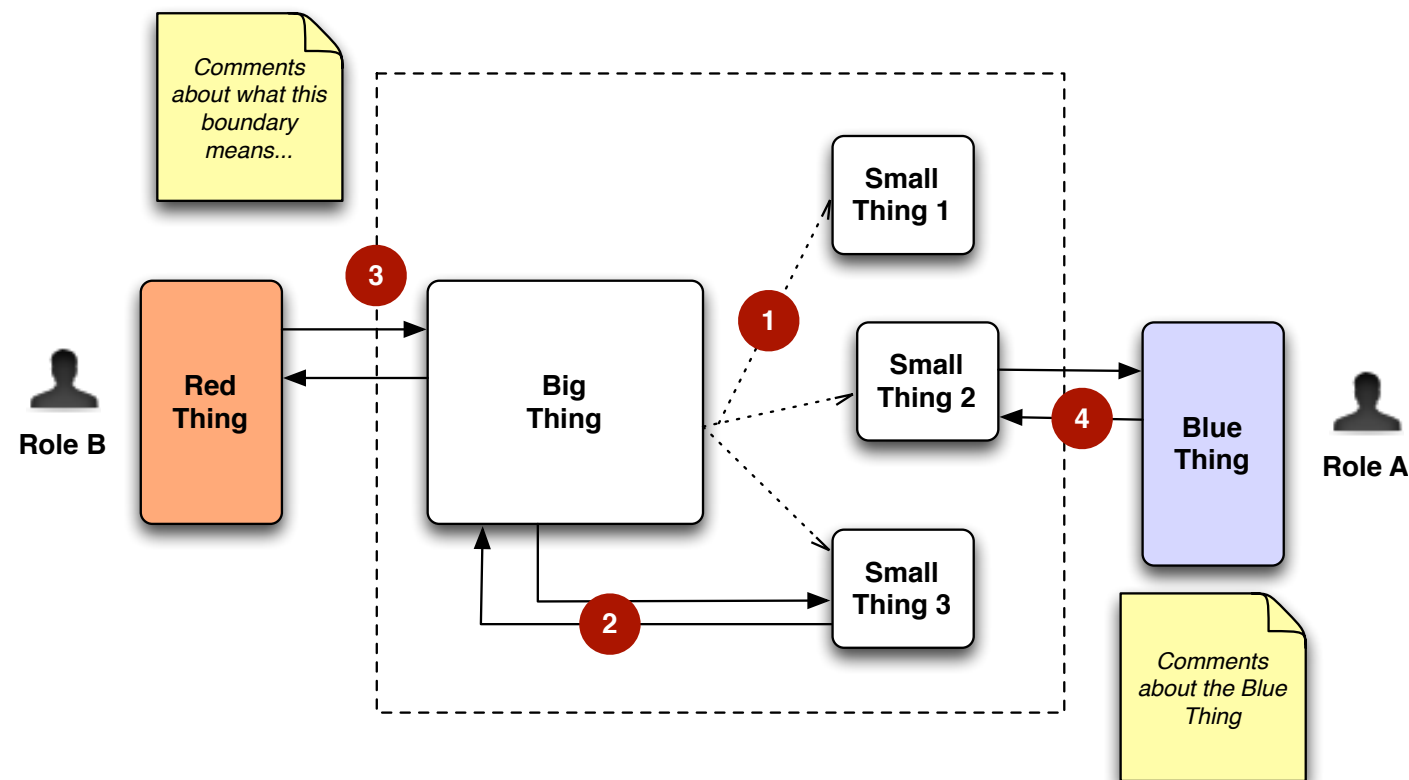 Comments
about what this
boundary
means...
Small
Thing 1
3
1
Role B
Red
Thing
Big
Thing
Small
Thing 2
4
Blue
Thing
Role A
Small
Thing 3
2
Comments
about the Blue
Thing